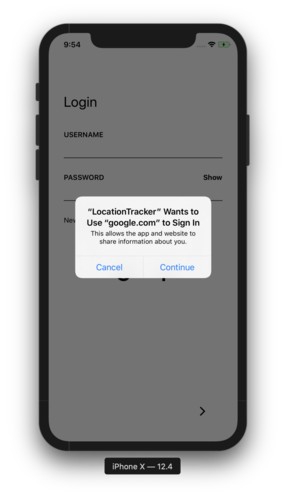 9:54
Login
USERNAME
PASSWORD Show
“LocationTracker” Wants to
Use “google.com” to Sign In
This allows the app and website to
share information about you.
Cancel Continue
iPhone X — 12.4